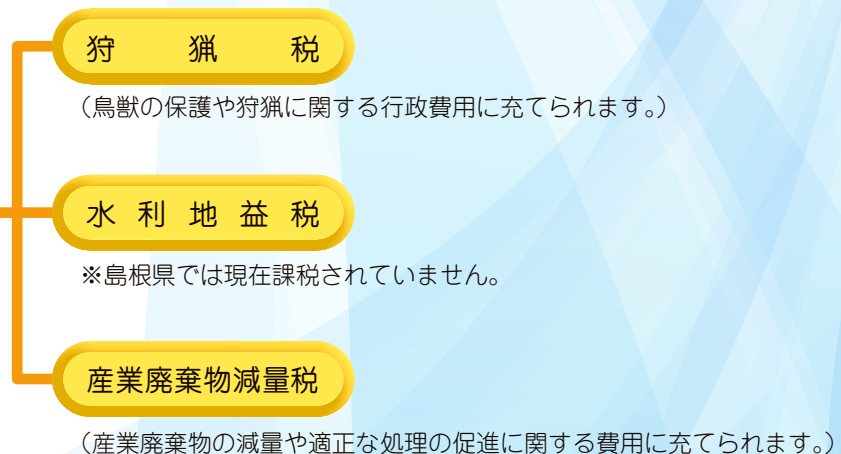 狩猟税
（鳥獣の保護や狩猟に関する行政費用に充てられます。）
水利地益税
※島根県では現在課税されていません。
産業廃棄物減量税
（産業廃棄物の減量や適正な処理の促進に関する費用に充てられます。）